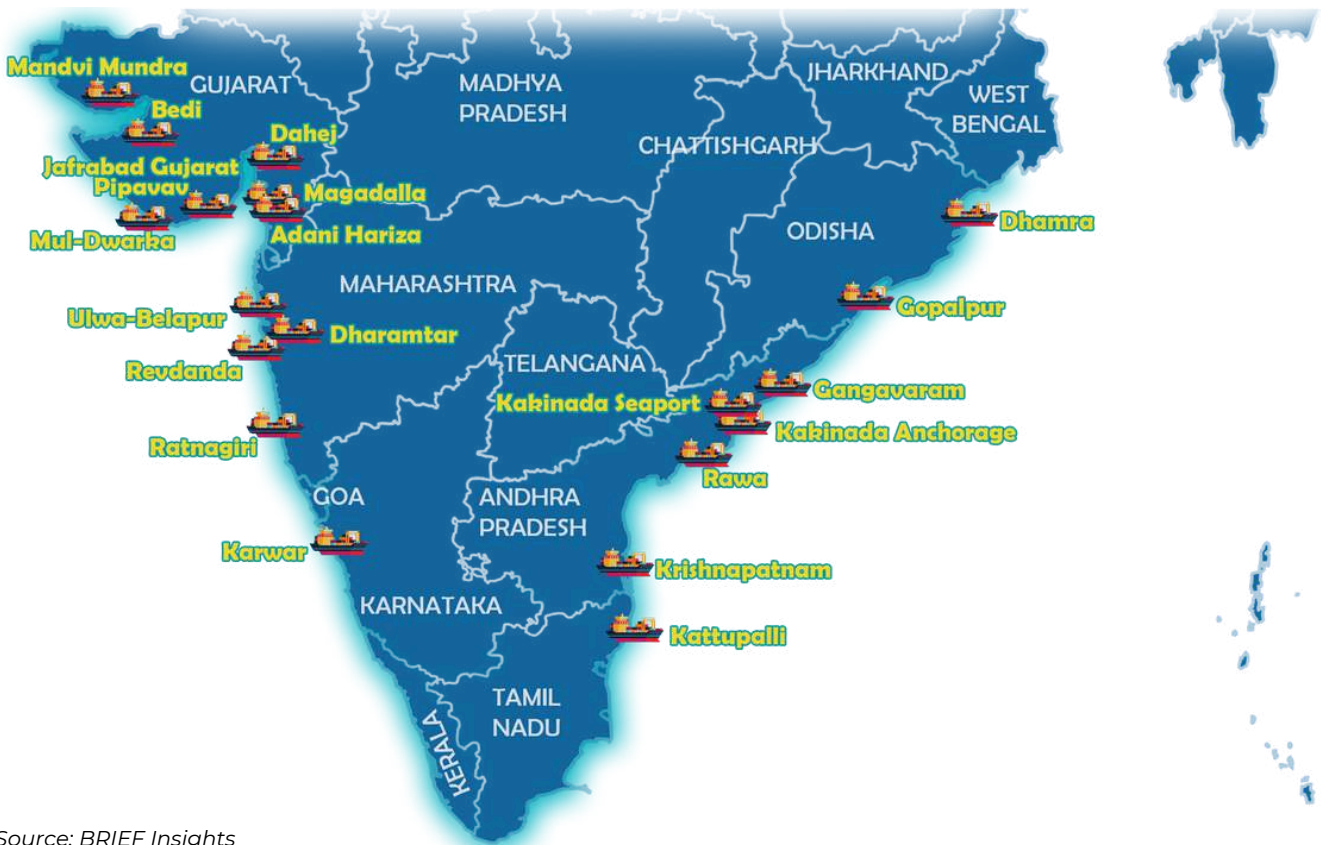 Mandvi Mundra
GUJARAT
MADHYA
PRADESH
JHARKHAND
WEST
BENGAL
Bedi
Dahej
CHATTISHGARH
Jafrabad Gujarat
Pipavav
Magadalla
Mul-Dwarka
Adani Hariza
ODISHA
Dhamra
MAHARASHTRA
Ulwa-Belapur
Dharamtar
Gopalpur
Revdanda
TELANGANA
Gangavaram
Kakinada Seaport
Kakinada Anchorage
Ratnagiri
Rawa
GOA
ANDHRA
PRADESH
Karwar
Krishnapatnam
KARNATAKA
Kattupalli
TAMIL
NADU
KERALA
Source: BRIEF Insights